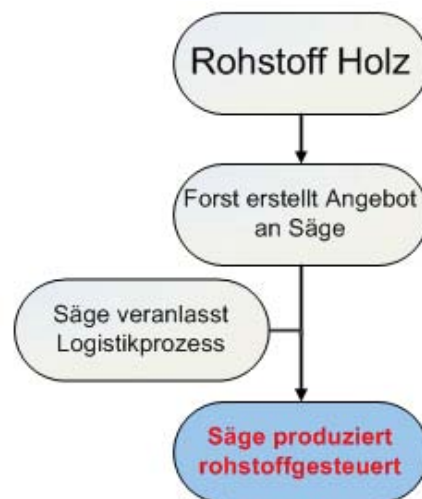 Rohstoff Holz
Forst erstellt Angebot
an Säge
Säge veranlasst
Logistikprozess
Säge produziert
rohstoffgesteuert